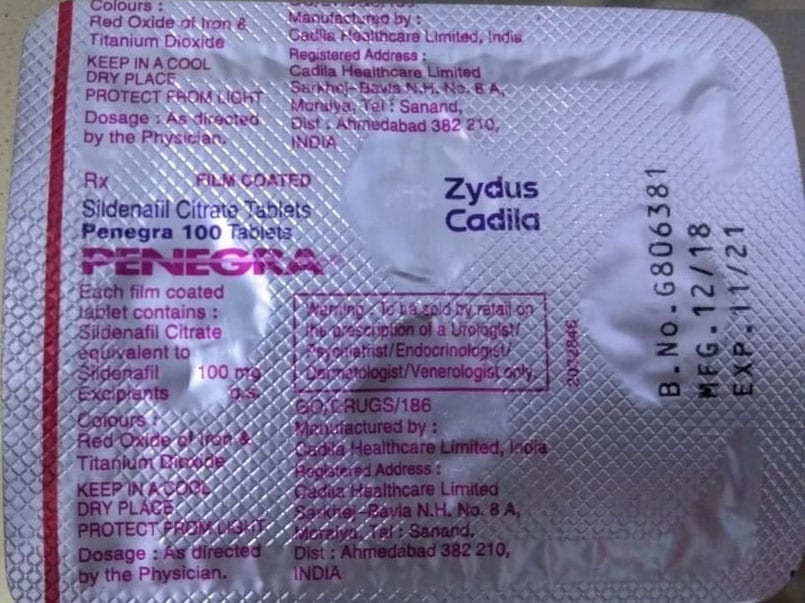 Colours :
Red Oxide of Iron &
Titanium Dioxide
KEEP IN A COOL
DRY PLACE
PROTECT FROM LIGHT
Dosage : As directed
by the Physician.
Manufactured by :
Cadila Healthcare Limited, India
Registered Address :
Cadila Healthcare Limited
Sarkhej-Bavla N.H. No. 8 A,
Moraiya, Tal : Sanand,
Dist : Ahmedabad 382 210,
INDIA
Rx FILM COATED
Sildenafil Citrate Tablets
Penegra 100 Tablets
PENEGRA
Zydus
Cadila
Each film coated
tablet contains :
Sildenafil Citrate
equivalent to
Sildenafil 100 mg
Excipients q.s.
Colours :
Red Oxide of Iron &
Titanium Dioxide
KEEP IN A COOL
DRY PLACE
PROTECT FROM LIGHT
Dosage : As directed
by the Physician.
Warning : To be sold by retail on
the prescription of a Urologist/
Psychiatrist/Endocrinologist/
Dermatologist/Venerologist only.
2032846
GO/DRUGS/186
Manufactured by :
Cadila Healthcare Limited, India
Registered Address :
Cadila Healthcare Limited
Sarkhej-Bavla N.H. No. 8 A,
Moraiya, Tal : Sanand,
Dist : Ahmedabad 382 210,
INDIA
B.No.G806381
MFG.12/18
EXP.11/21